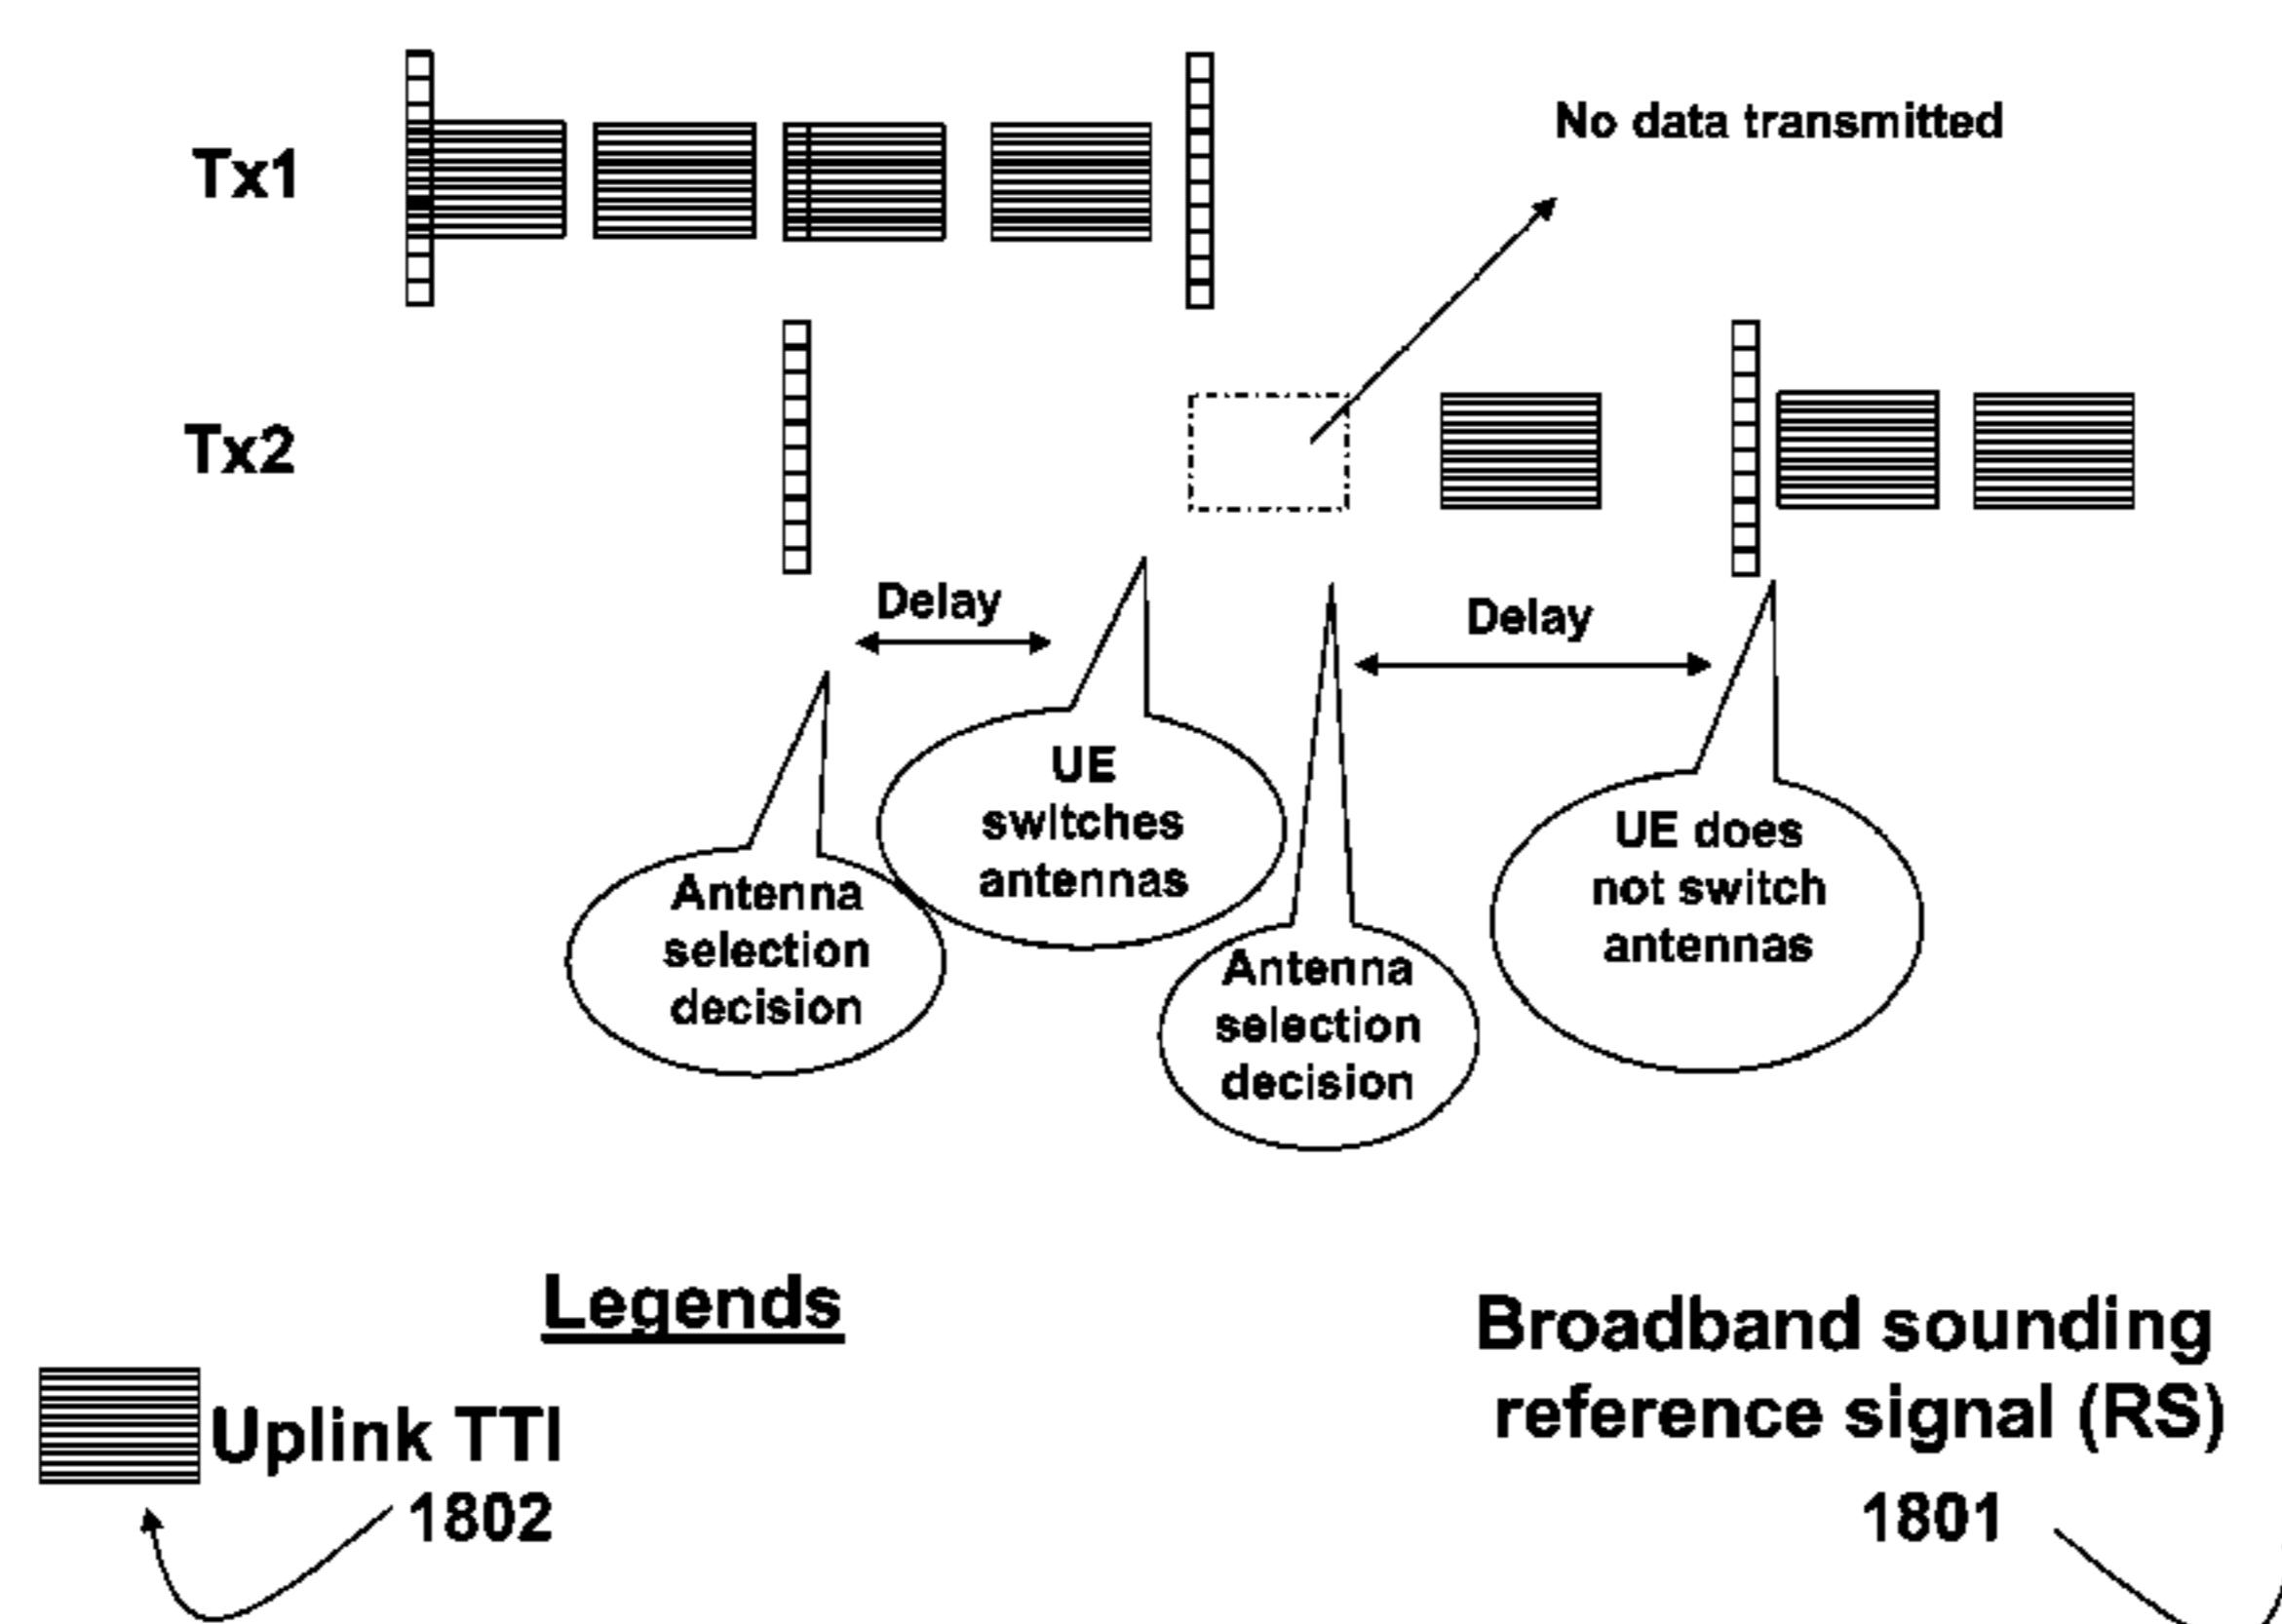 No data transmitted
Tx1
Tx2
Delay
Delay
UE
switches
antennas
Antenna
selection
decision
UE does
not switch
antennas
Antenna
selection
decision
Legends
Uplink TTI
1802
Broadband sounding
reference signal (RS)
1801